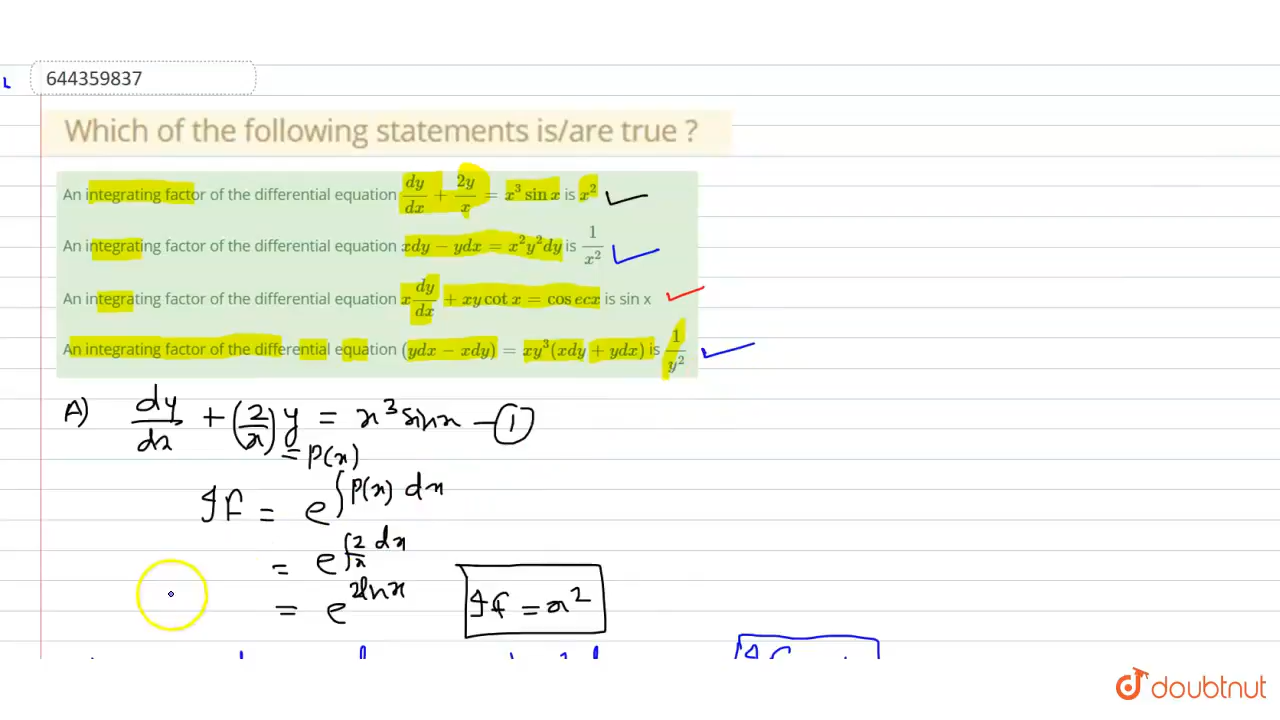 644359837
Which of the following statements is/are true ?
An integrating factor of the differential equation dy/dx + 2y/x = x³ sin x is x²
An integrating factor of the differential equation xdy − ydx = x²y²dy is 1/x²
An integrating factor of the differential equation x dy/dx + xy cot x = cos ecx is sin x
An integrating factor of the differential equation (ydx − xdy) = xy³(xdy + ydx) is 1/y²
A) dy/dx + (2/x) y = x³ sinx — ①
= P(x)
If = e^∫P(x) dx
= e^∫2/x dx
= e^2lnx If = x²
doubtnut